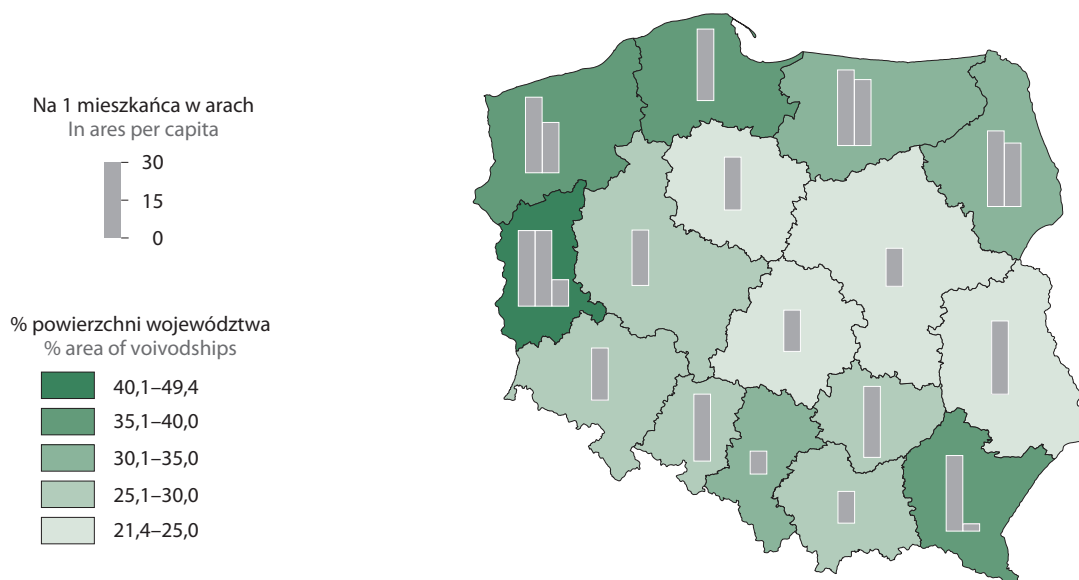 Na 1 mieszkańca w arach
In ares per capita
30
15
0
% powierzchni województwa
% area of voivodships
40,1–49,4
35,1–40,0
30,1–35,0
25,1–30,0
21,4–25,0